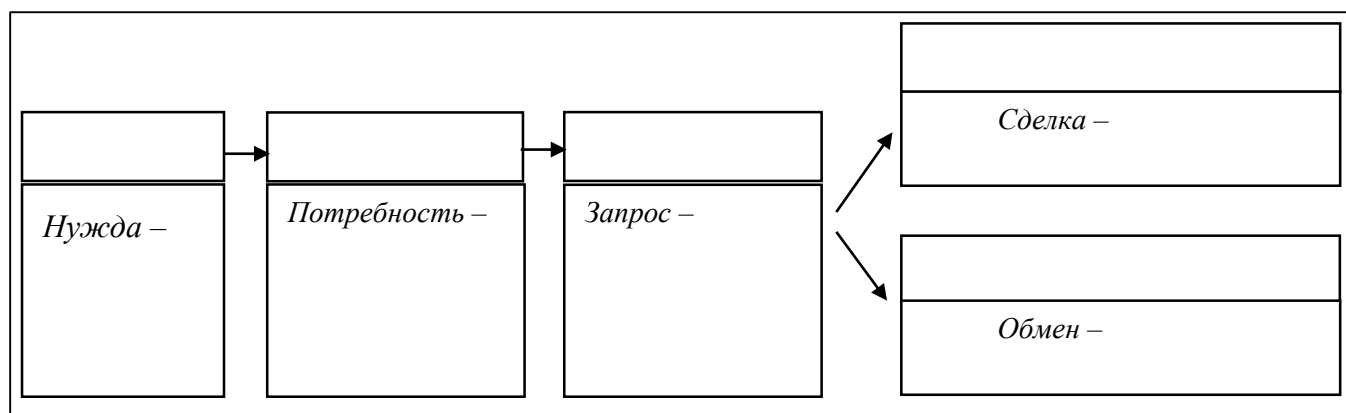 Нужда –
Потребность –
Запрос –
Сделка –
Обмен –